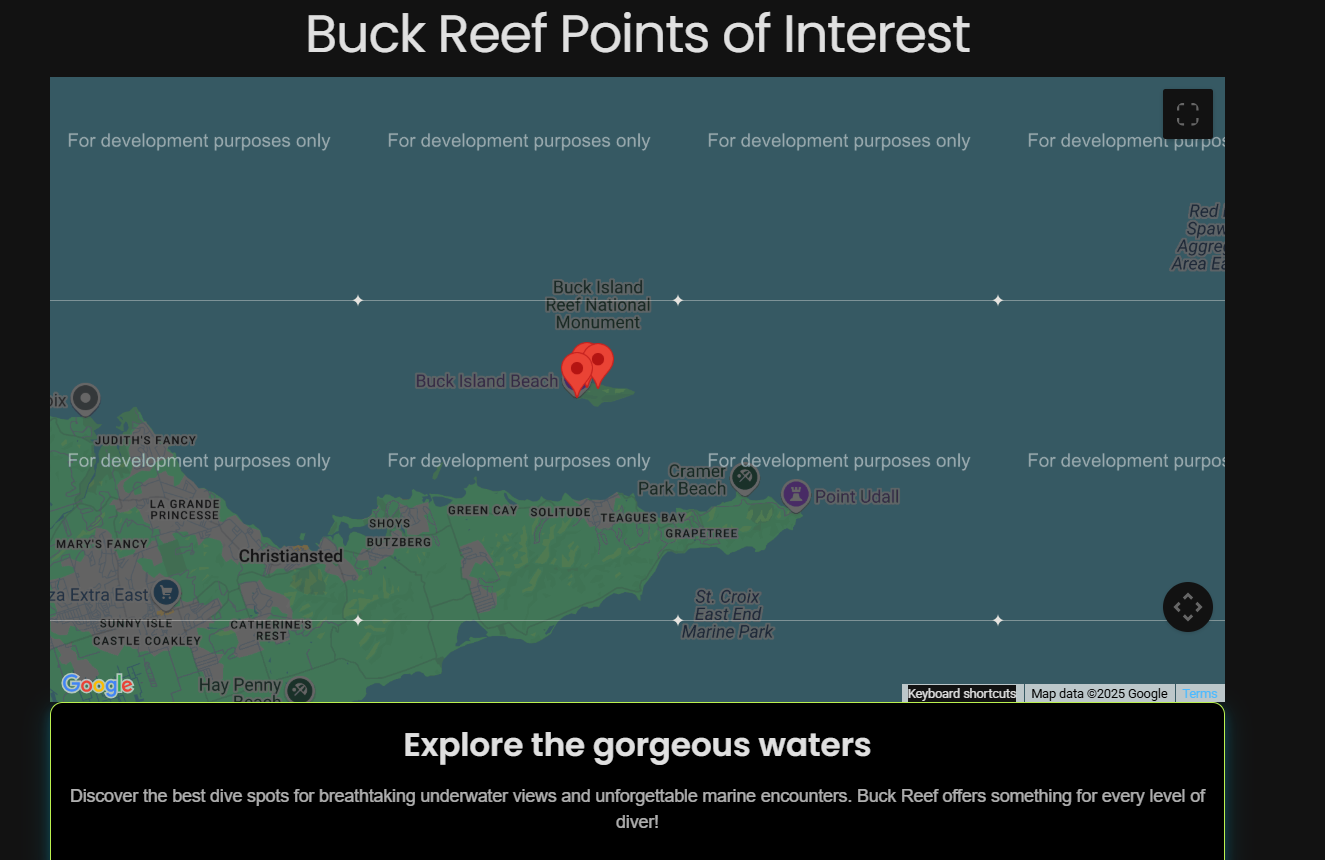 Buck Reef Points of Interest
For development purposes only
For development purposes only
For development purposes only
For development purpos
Red
Spaw
Aggre
Area Ea
Buck Island
Reef National
Monument
Buck Island Beach
oix
JUDITH'S FANCY
For development purposes only
For development purposes only
For development purposes only
For development purpos
Cramer
Park Beach
Point Udall
LA GRANDE
PRINCESSE
SHOYS
GREEN CAY
SOLITUDE
TEAGUES BAY
GRAPETREE
MARY'S FANCY
BUTZBERG
Christiansted
za Extra East
St. Croix
East End
Marine Park
SUNNY ISLE
CASTLE COAKLEY
CATHERINE'S
REST
Hay Penny
Beach
Google
Keyboard shortcuts
Map data ©2025 Google
Terms
Explore the gorgeous waters
Discover the best dive spots for breathtaking underwater views and unforgettable marine encounters. Buck Reef offers something for every level of
diver!